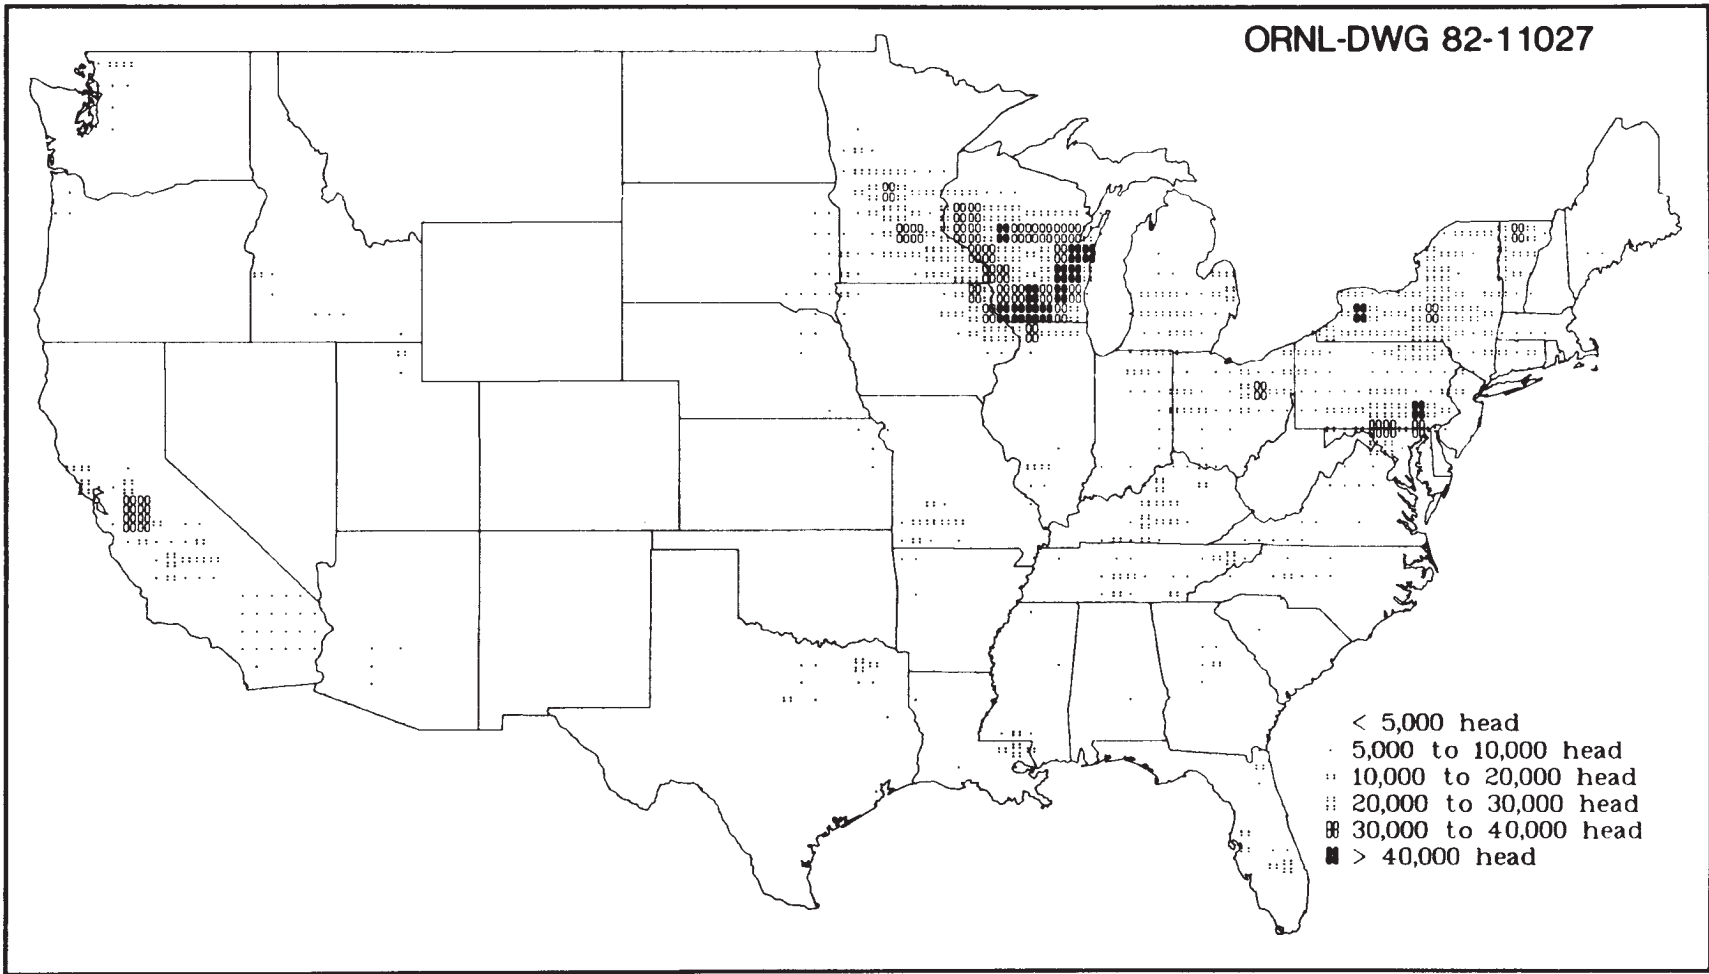 ORNL-DWG 82-11027
< 5,000 head
5,000 to 10,000 head
10,000 to 20,000 head
20,000 to 30,000 head
30,000 to 40,000 head
> 40,000 head